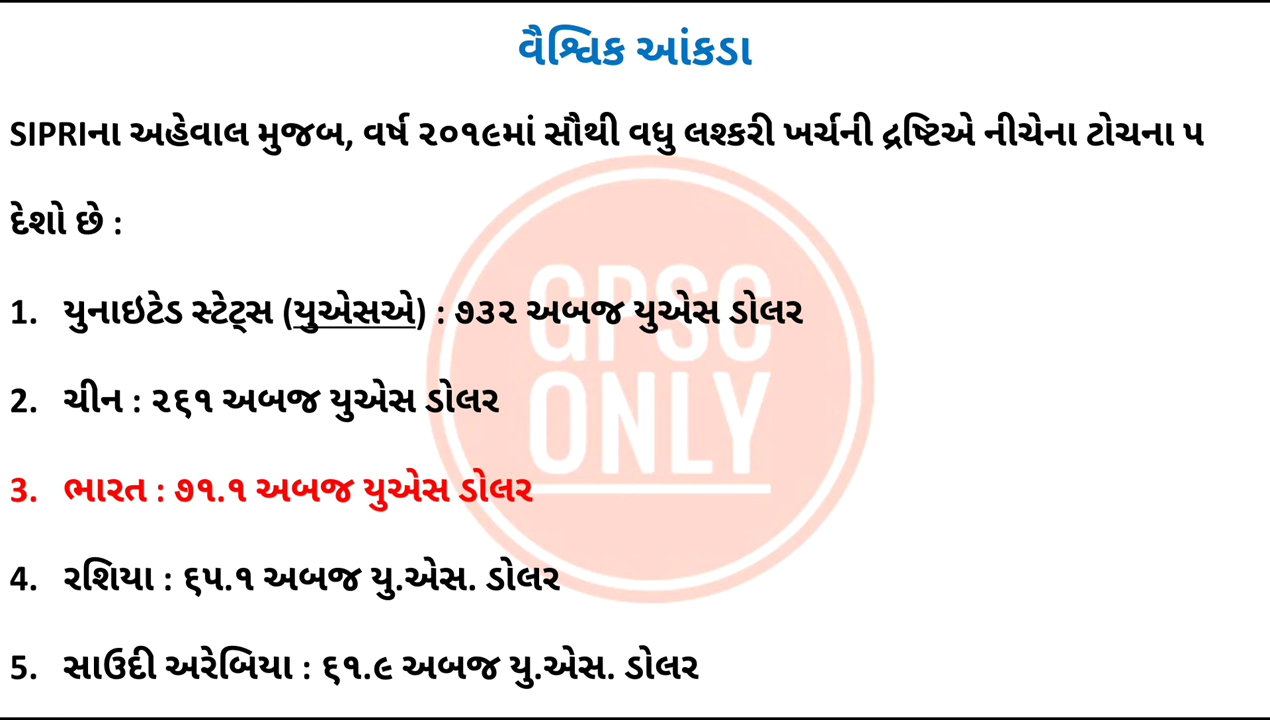 વૈશ્વિક આંકડા
SIPRIના અહેવાલ મુજબ, વર્ષ ૨૦૧૯માં સૌથી વધુ લશ્કરી ખર્ચની દ્રષ્ટિએ નીચેના ટોચના ૫
દેશો છે :
1. યુનાઇટેડ સ્ટેટ્સ (યુએસએ) : ૭૩૨ અબજ યુએસ ડોલર
2. ચીન : ૨૬૧ અબજ યુએસ ડોલર
3. ભારત : ૭૧.૧ અબજ યુએસ ડોલર
4. રશિયા : ૬૫.૧ અબજ યુ.એસ. ડોલર
5. સાઉદી અરેબિયા : ૬૧.૯ અબજ યુ.એસ. ડોલર
GPSC
ONLY